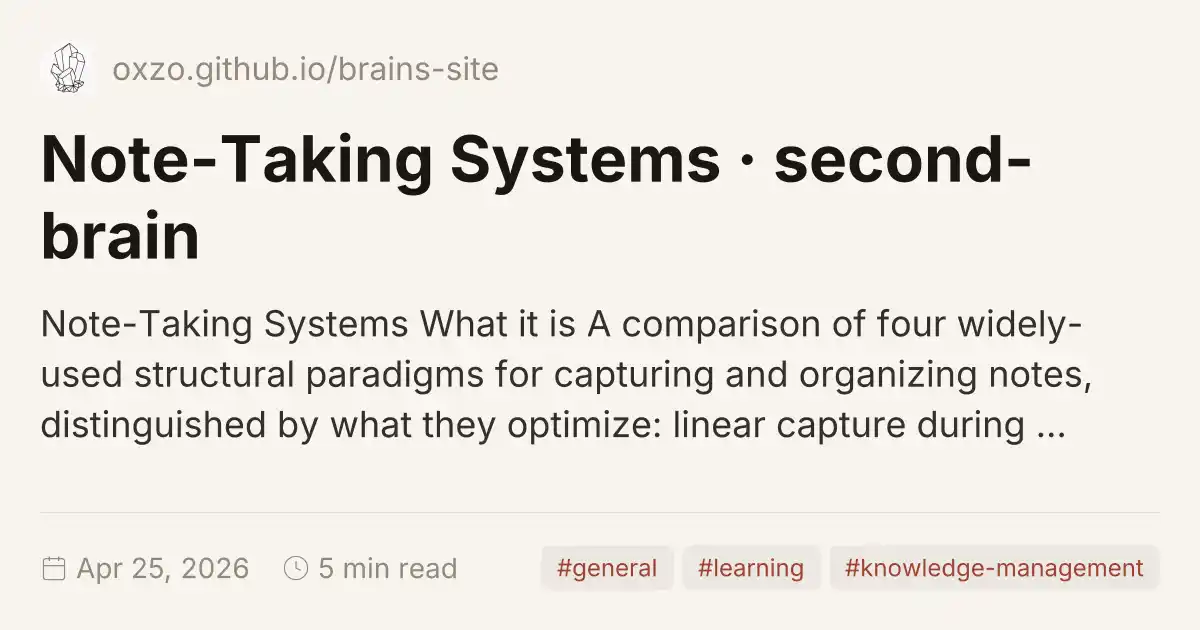 oxzo.github.io/brains-site
Note-Taking Systems · second-
brain
Note-Taking Systems What it is A comparison of four widely-
used structural paradigms for capturing and organizing notes,
distinguished by what they optimize: linear capture during ...
Apr 25, 2026 5 min read #general #learning #knowledge-management